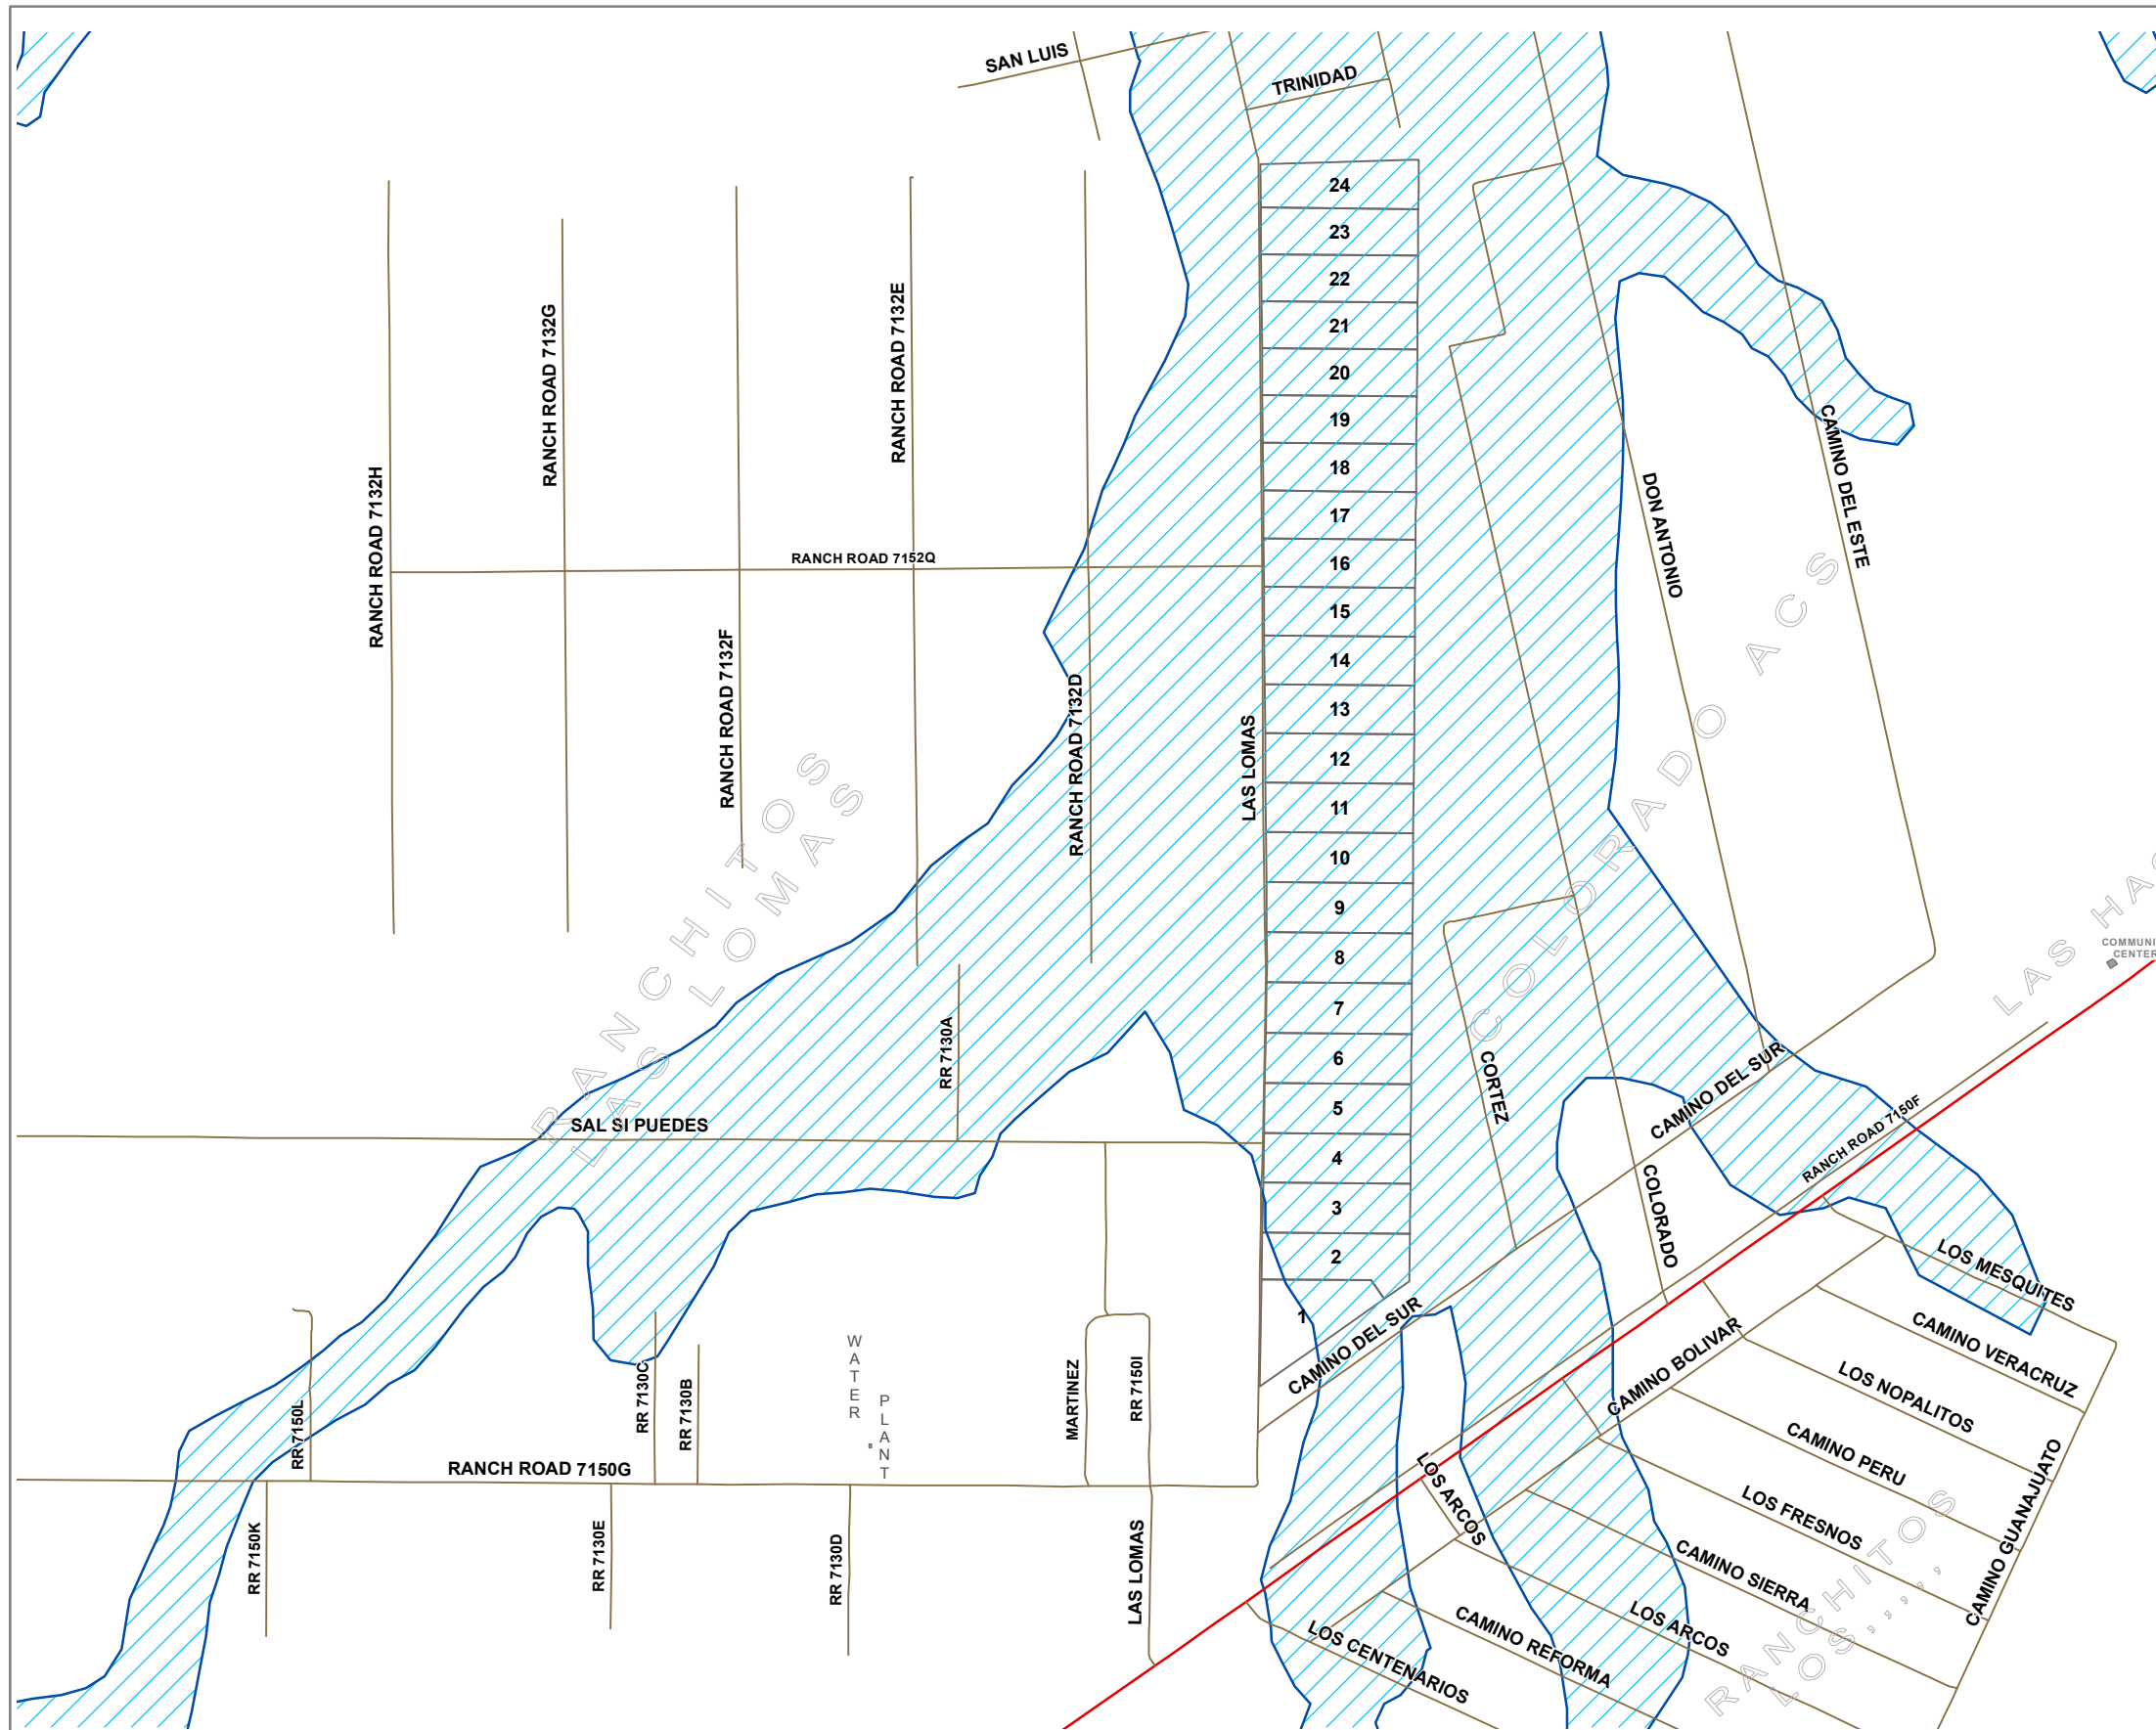 SAN LUIS
TRINIDAD
24
23
22
21
20
19
18
17
16
15
14
13
12
11
10
9
8
7
6
5
4
3
2
1
RANCH ROAD 7132H
RANCH ROAD 7132G
RANCH ROAD 7132F
RANCH ROAD 7132E
RANCH ROAD 7132D
RANCH ROAD 7152Q
LAS LOMAS
DON ANTONIO
CAMINO DEL ESTE
COLORADO ACS
RANCHITOS
LAS LOMAS
LAS HAC
COMMUNI
CENTER
RR 7130A
SAL SI PUEDES
CORTEZ
CAMINO DEL SUR
RANCH ROAD 7150F
COLORADO
CAMINO DEL SUR
LOS MESQUITES
CAMINO VERACRUZ
CAMINO BOLIVAR
LOS NOPALITOS
CAMINO PERU
LOS FRESNOS
CAMINO SIERRA
LOS ARCOS
LOS ARCOS
CAMINO REFORMA
LOS CENTENARIOS
CAMINO GUANAJUATO
RANCHITOS
LOS,,,,,
WATER
PLANT
MARTINEZ
RR 7150I
RR 7150L
RR 7130C
RR 7130B
RANCH ROAD 7150G
RR 7150K
RR 7130E
RR 7130D
LAS LOMAS